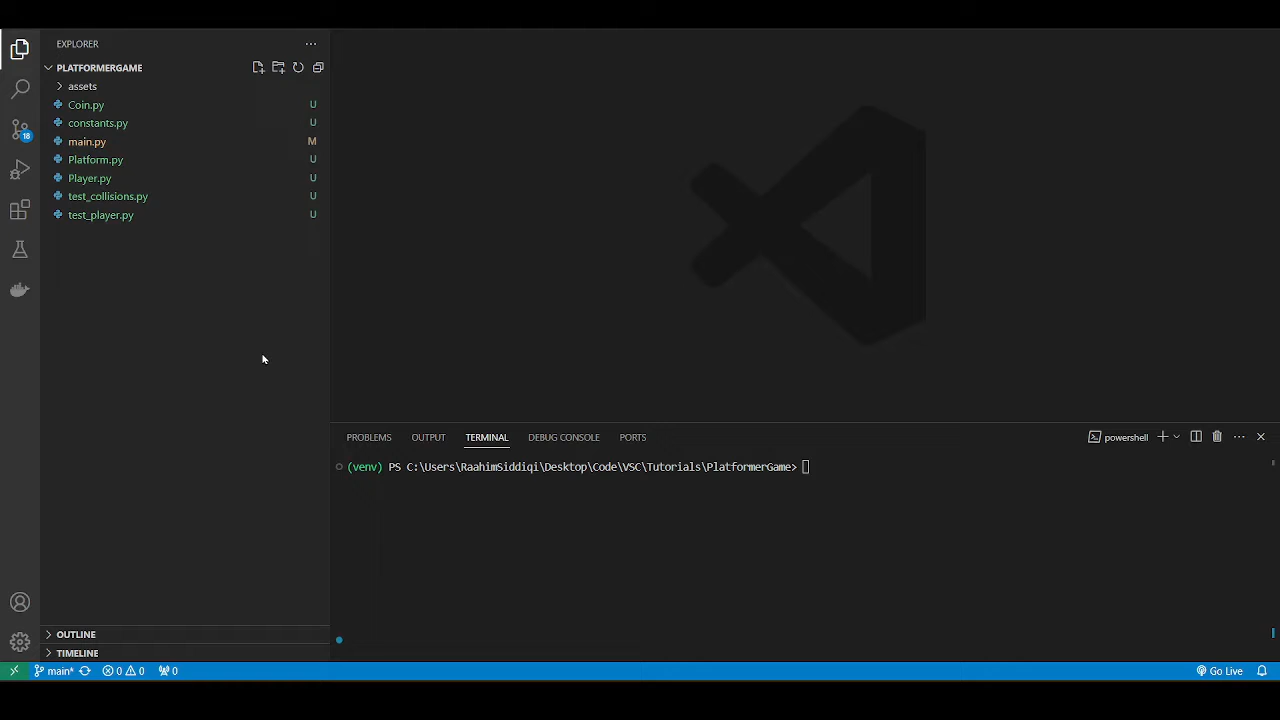 EXPLORER
PLATFORMERGAME
assets
Coin.py U
constants.py U
main.py M
Platform.py U
Player.py U
test_collisions.py U
test_player.py U
18
PROBLEMS OUTPUT TERMINAL DEBUG CONSOLE PORTS powershell
(venv) PS C:\Users\RaahimSiddiqi\Desktop\Code\VSC\Tutorials\PlatformerGame>
OUTLINE
TIMELINE
main* 0 0 0 Go Live